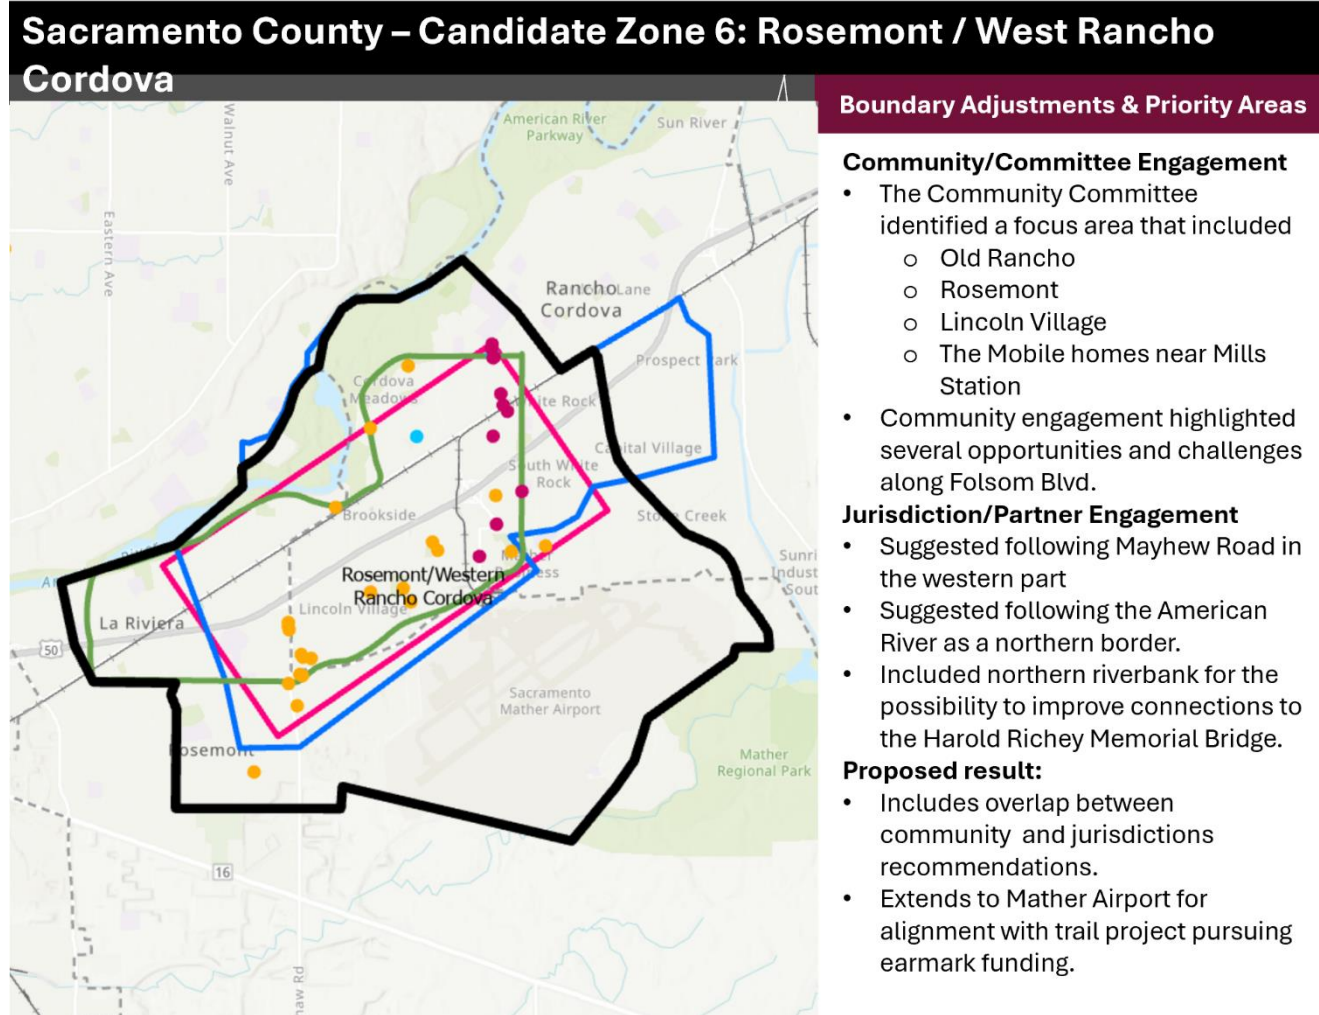 Sacramento County – Candidate Zone 6: Rosemont / West Rancho
Cordova
Boundary Adjustments & Priority Areas
Community/Committee Engagement
• The Community Committee
identified a focus area that included
o Old Rancho
o Rosemont
o Lincoln Village
o The Mobile homes near Mills
Station
• Community engagement highlighted
several opportunities and challenges
along Folsom Blvd.
Jurisdiction/Partner Engagement
• Suggested following Mayhew Road in
the western part
• Suggested following the American
River as a northern border.
• Included northern riverbank for the
possibility to improve connections to
the Harold Richey Memorial Bridge.
Proposed result:
• Includes overlap between
community and jurisdictions
recommendations.
• Extends to Mather Airport for
alignment with trail project pursuing
earmark funding.
American River
Parkway
Sun River
Walnut Ave
Eastern Ave
Rancho
Cordova
Lane
Prospect Park
Cordova
Meadows
White Rock
Capital Village
South White
Rock
Brookside
Stone Creek
Rosemont/Western
Rancho Cordova
Lincoln Village
La Riviera
50
Sacramento
Mather Airport
Rosemont
Mather
Regional Park
16